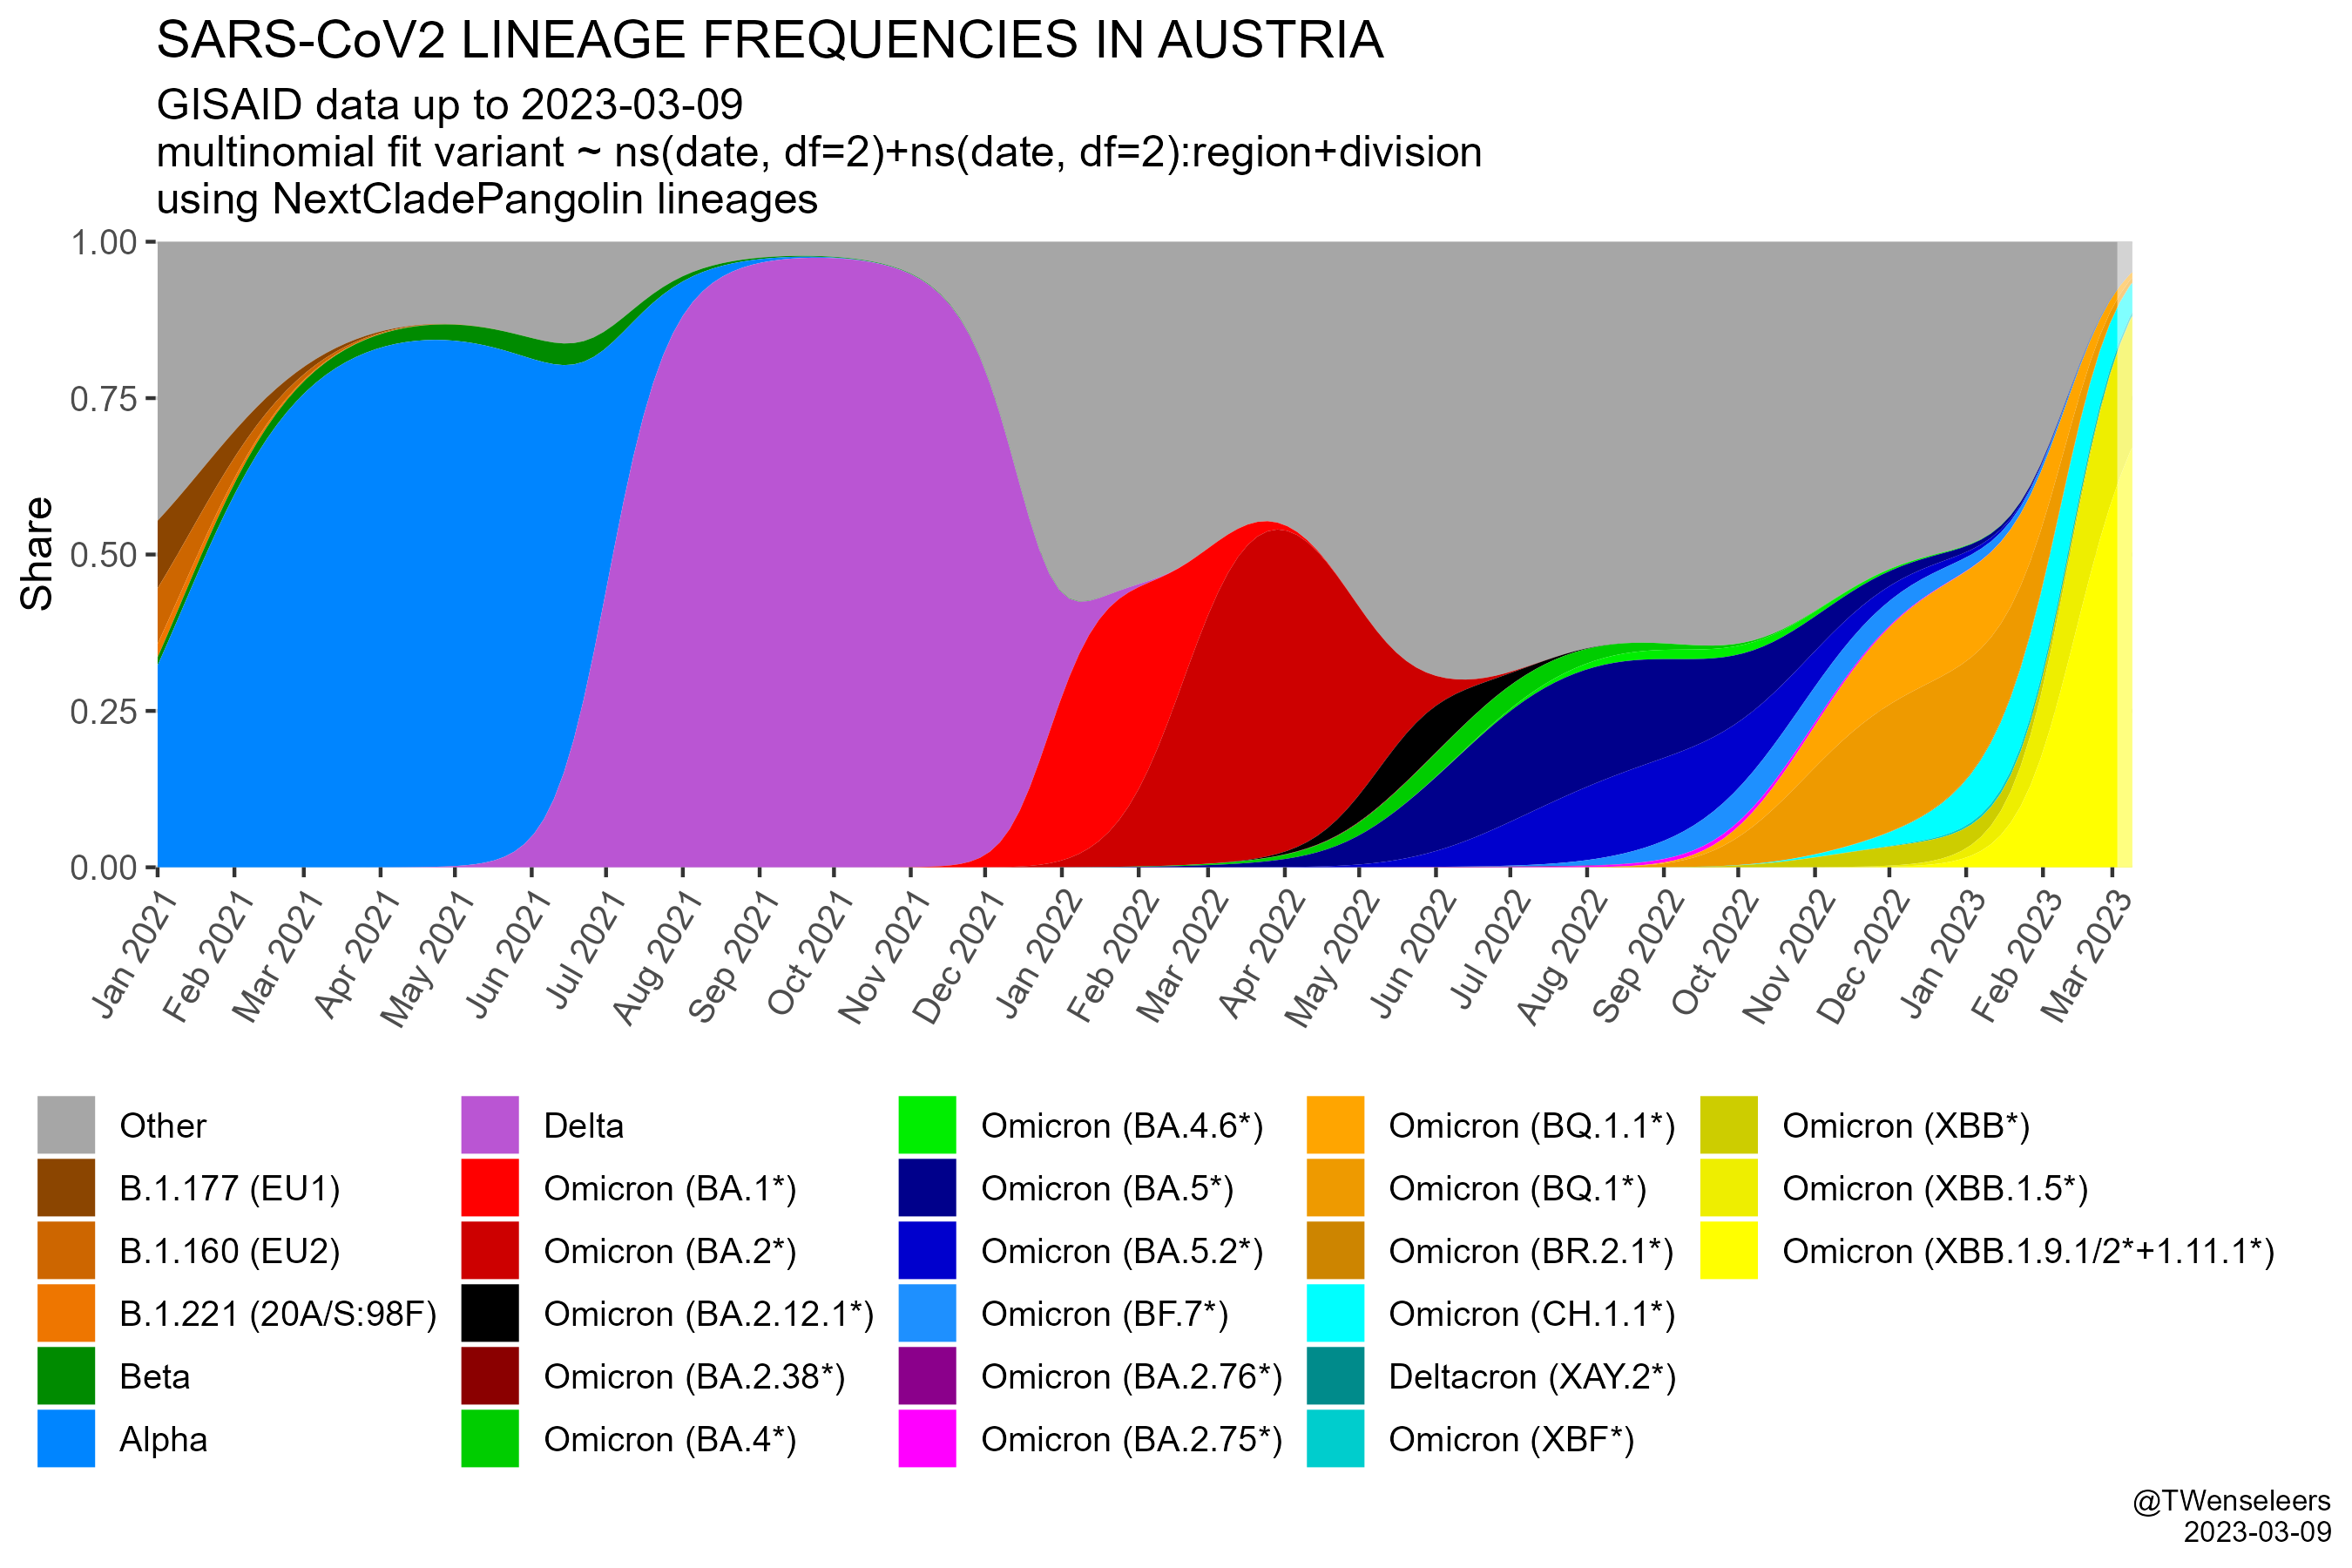 SARS-CoV2 LINEAGE FREQUENCIES IN AUSTRIA
GISAID data up to 2023-03-09
multinomial fit variant ~ ns(date, df=2)+ns(date, df=2):region+division
using NextCladePangolin lineages
Share
1.00
0.75
0.50
0.25
0.00
Jan 2021
Feb 2021
Mar 2021
Apr 2021
May 2021
Jun 2021
Jul 2021
Aug 2021
Sep 2021
Oct 2021
Nov 2021
Dec 2021
Jan 2022
Feb 2022
Mar 2022
Apr 2022
May 2022
Jun 2022
Jul 2022
Aug 2022
Sep 2022
Oct 2022
Nov 2022
Dec 2022
Jan 2023
Feb 2023
Mar 2023
Other
B.1.177 (EU1)
B.1.160 (EU2)
B.1.221 (20A/S:98F)
Beta
Alpha
Delta
Omicron (BA.1*)
Omicron (BA.2*)
Omicron (BA.2.12.1*)
Omicron (BA.2.38*)
Omicron (BA.4*)
Omicron (BA.4.6*)
Omicron (BA.5*)
Omicron (BA.5.2*)
Omicron (BF.7*)
Omicron (BA.2.76*)
Omicron (BA.2.75*)
Omicron (BQ.1.1*)
Omicron (BQ.1*)
Omicron (BR.2.1*)
Omicron (CH.1.1*)
Deltacron (XAY.2*)
Omicron (XBF*)
Omicron (XBB*)
Omicron (XBB.1.5*)
Omicron (XBB.1.9.1/2*+1.11.1*)
@TWenseleers
2023-03-09